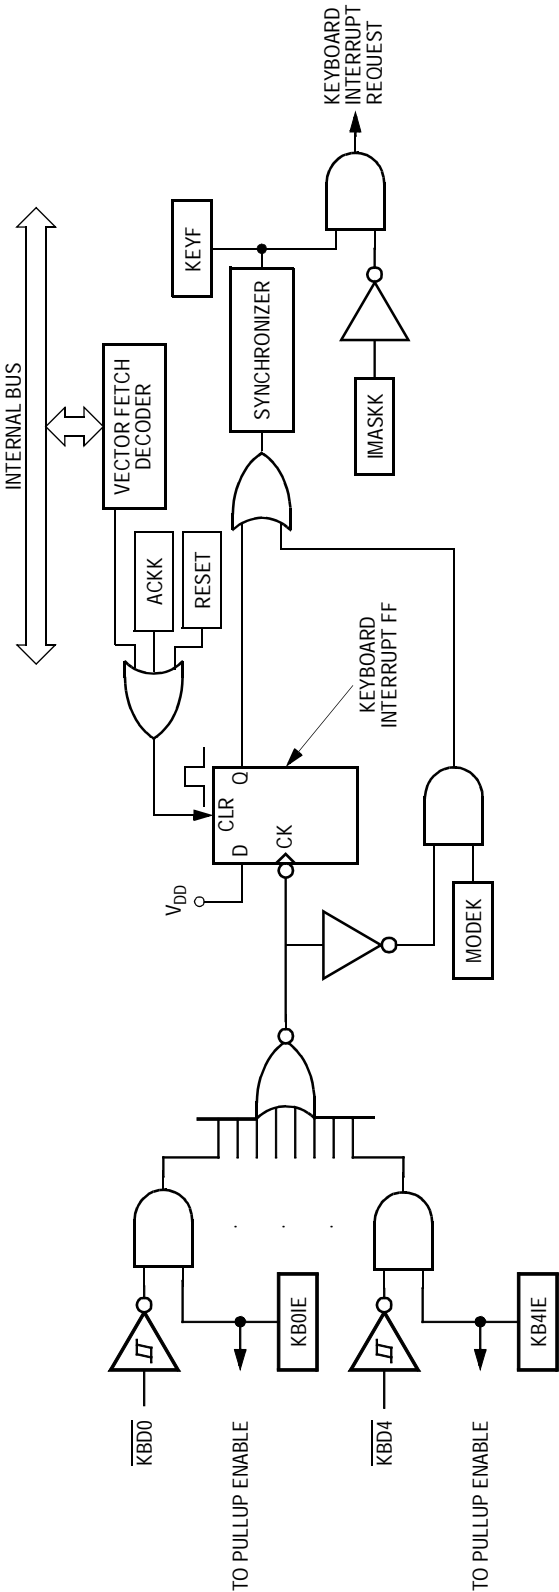 INTERNAL BUS
VECTOR FETCH
DECODER
ACKK
RESET
VDD
CLR
D
Q
CK
KEYBOARD
INTERRUPT FF
SYNCHRONIZER
KEYF
IMASKK
KEYBOARD
INTERRUPT
REQUEST
MODEK
KBD0
KB0IE
TO PULLUP ENABLE
KBD4
KB4IE
TO PULLUP ENABLE